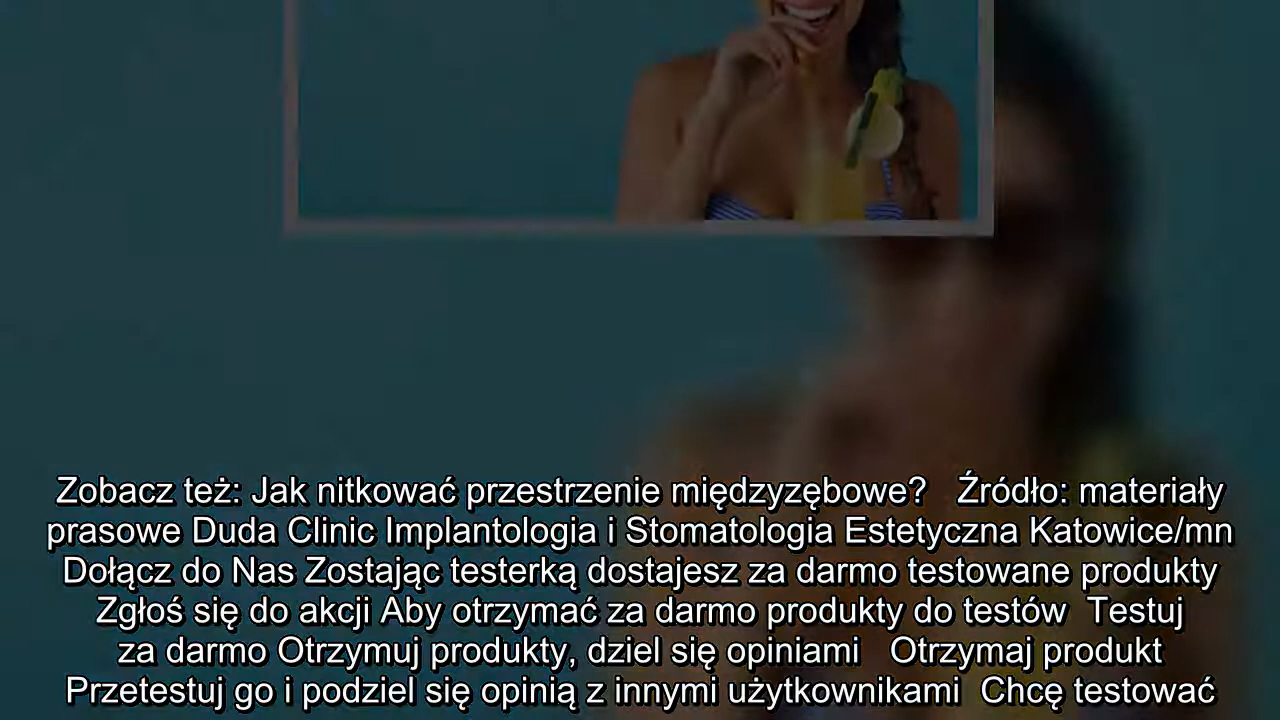 Zobacz też: Jak nitkować przestrzenie międzyzębowe?   Źródło: materiały
prasowe Duda Clinic Implantologia i Stomatologia Estetyczna Katowice/mn
Dołącz do Nas Zostając testerką dostajesz za darmo testowane produkty
Zgłoś się do akcji Aby otrzymać za darmo produkty do testów  Testuj
za darmo Otrzymuj produkty, dziel się opiniami   Otrzymaj produkt
Przetestuj go i podziel się opinią z innymi użytkownikami  Chcę testować